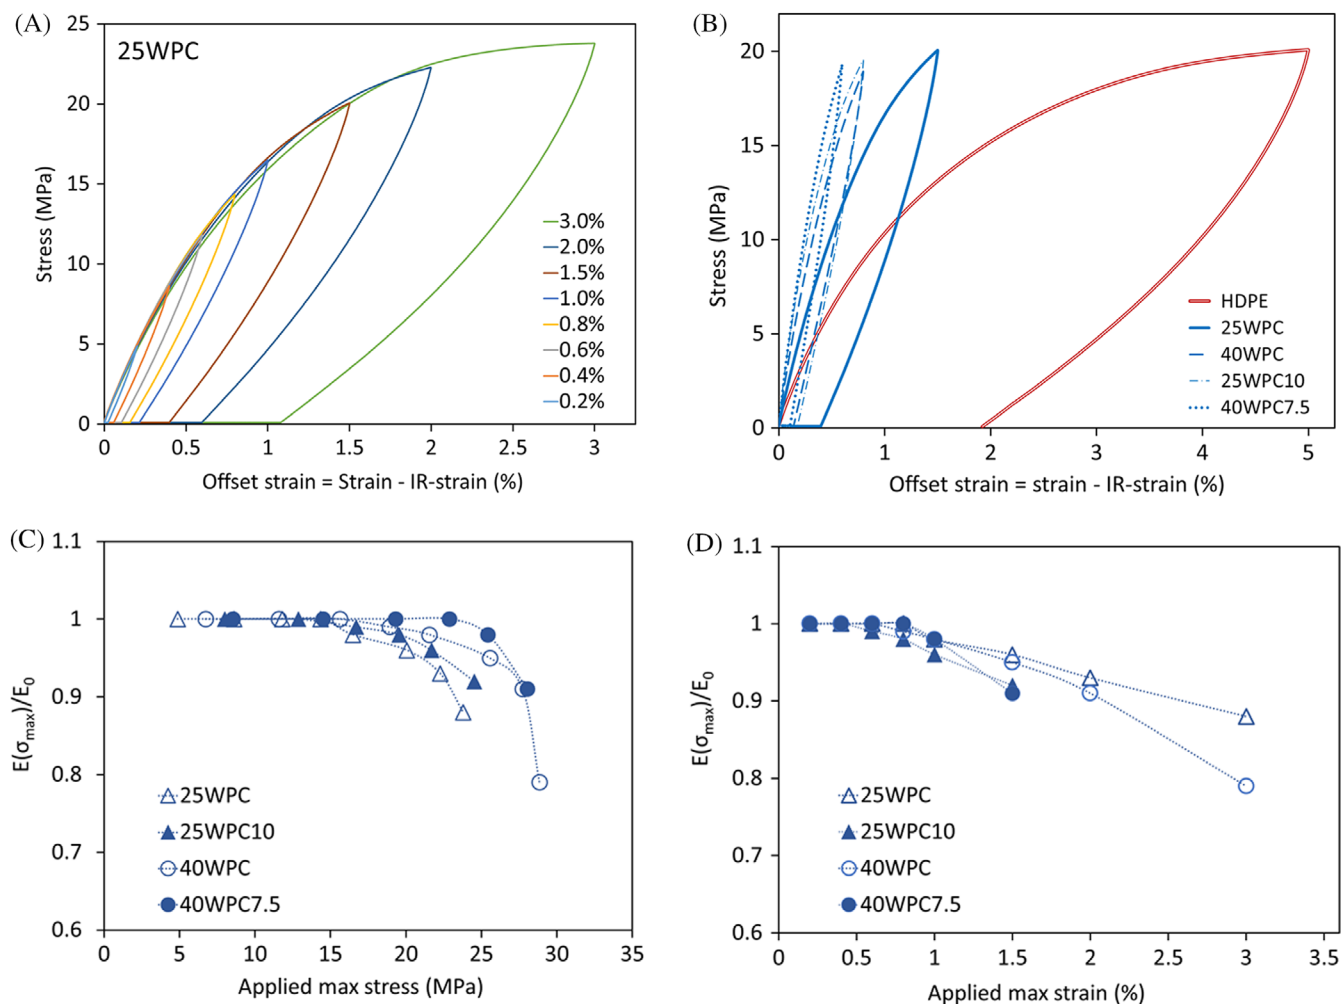 (A)
25WPC
Stress (MPa)
25
20
15
10
5
0
0 0.5 1 1.5 2 2.5 3
Offset strain = Strain - IR-strain (%)
3.0%
2.0%
1.5%
1.0%
0.8%
0.6%
0.4%
0.2%
(B)
Stress (MPa)
20
15
10
5
0
0 1 2 3 4 5
Offset strain = strain - IR-strain (%)
HDPE
25WPC
40WPC
25WPC10
40WPC7.5
(C)
E(σmax)/E0
1.1
1
0.9
0.8
0.7
0.6
0 5 10 15 20 25 30 35
Applied max stress (MPa)
25WPC
25WPC10
40WPC
40WPC7.5
(D)
E(σmax)/E0
1.1
1
0.9
0.8
0.7
0.6
0 0.5 1 1.5 2 2.5 3 3.5
Applied max strain (%)
25WPC
25WPC10
40WPC
40WPC7.5